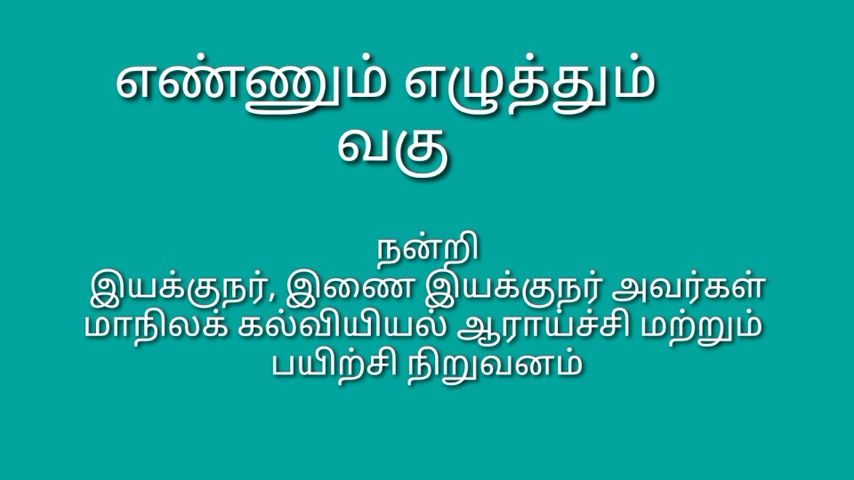 எண்ணும் எழுத்தும்
வகு
நன்றி
இயக்குநர், இணை இயக்குநர் அவர்கள்
மாநிலக் கல்வியியல் ஆராய்ச்சி மற்றும்
பயிற்சி நிறுவனம்